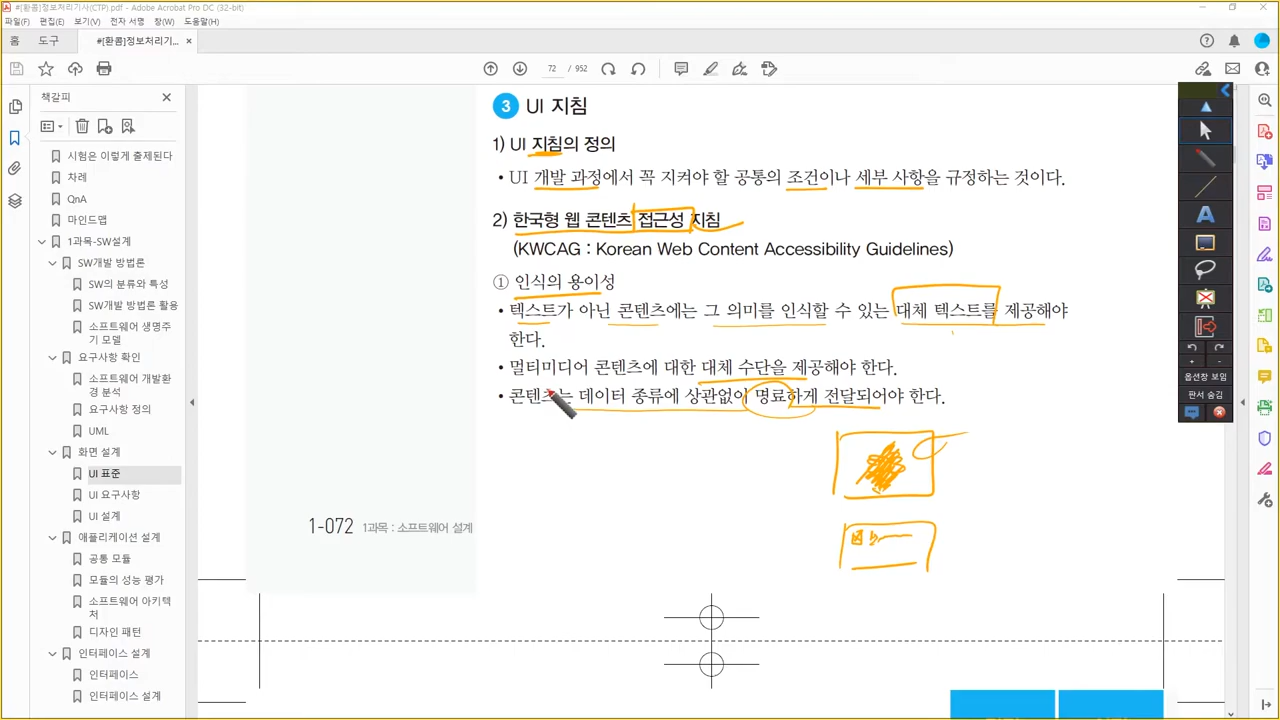 #[환콤]정보처리기사(CTP).pdf - Adobe Acrobat Pro DC (32-bit)
파일(F) 편집(E) 보기(V) 전자 서명 창(W) 도움말(H)
홈 도구 #[환콤]정보처리기... ×
72 / 952
책갈피
시험은 이렇게 출제된다
차례
QnA
마인드맵
1과목-SW설계
SW개발 방법론
SW의 분류와 특성
SW개발 방법론 활용
소프트웨어 생명주
기 모델
요구사항 확인
소프트웨어 개발환
경 분석
요구사항 정의
UML
화면 설계
UI 표준
UI 요구사항
UI 설계
애플리케이션 설계
공통 모듈
모듈의 성능 평가
소프트웨어 아키텍
처
디자인 패턴
인터페이스 설계
인터페이스
인터페이스 설계
3 UI 지침
1) UI 지침의 정의
• UI 개발 과정에서 꼭 지켜야 할 공통의 조건이나 세부 사항을 규정하는 것이다.
2) 한국형 웹 콘텐츠 접근성 지침
(KWCAG : Korean Web Content Accessibility Guidelines)
① 인식의 용이성
• 텍스트가 아닌 콘텐츠에는 그 의미를 인식할 수 있는 대체 텍스트를 제공해야
한다.
• 멀티미디어 콘텐츠에 대한 대체 수단을 제공해야 한다.
• 콘텐츠는 데이터 종류에 상관없이 명료하게 전달되어야 한다.
1-072 1과목 : 소프트웨어 설계
옵션창 보임
판서 숨김